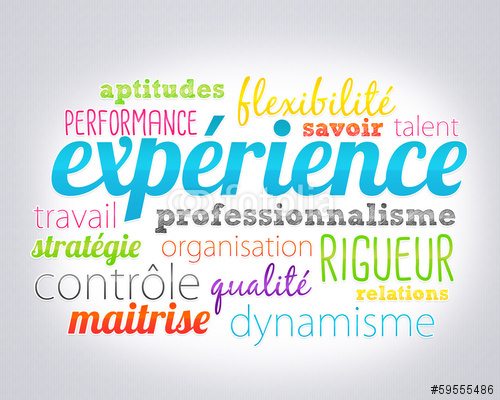 aptitudes flexibilité
PERFORMANCE savoir talent
expérience
travail professionnalisme
stratégie organisation RIGUEUR
contrôle qualité relations
maitrise dynamisme
fotolia
#59555486